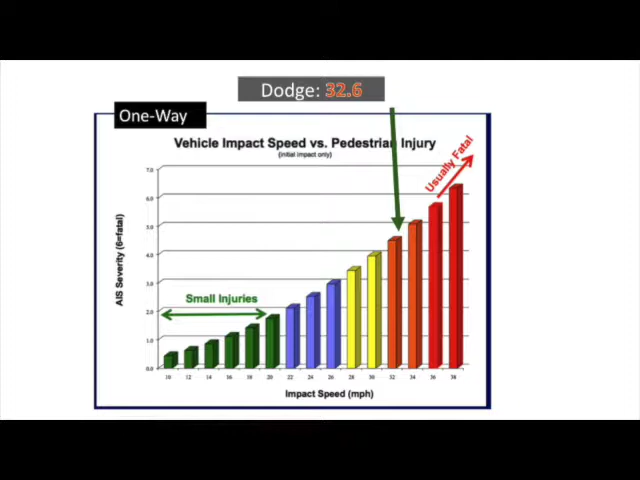 Dodge: 32.6
One-Way
Vehicle Impact Speed vs. Pedestrian Injury
(initial impact only)
Usually Fatal
AIS Severity (6=fatal)
7.0
6.0
5.0
4.0
3.0
2.0
1.0
0.0
Small Injuries
10 12 14 16 18 20 22 24 26 28 30 32 34 36 38
Impact Speed (mph)